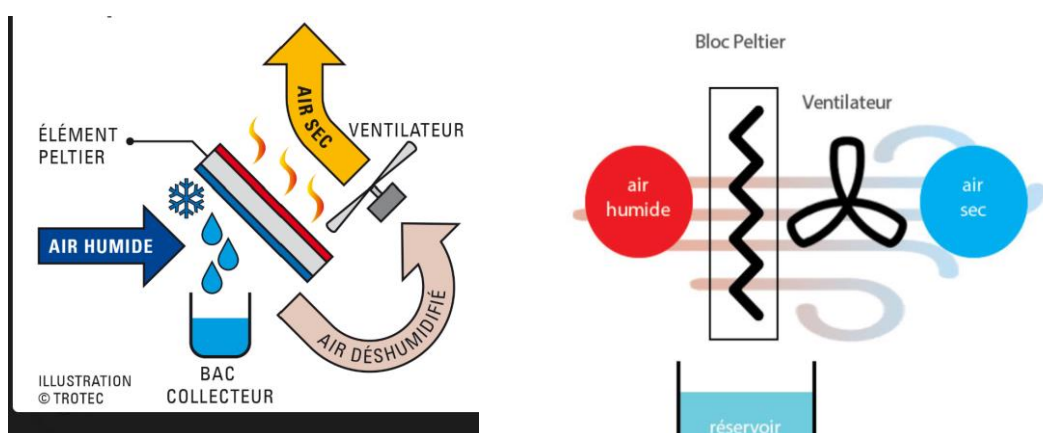 ÉLÉMENT
PELTIER
AIR SEC
VENTILATEUR
AIR HUMIDE
AIR DÉSHUMIDIFIÉ
BAC
COLLECTEUR
ILLUSTRATION
© TROTEC
Bloc Peltier
Ventilateur
air
humide
air
sec
réservoir